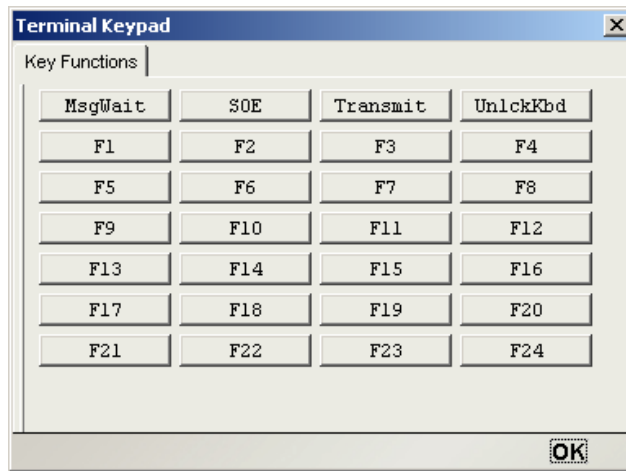 Terminal Keypad
Key Functions
MsgWait SOE Transmit UnlckKbd
F1 F2 F3 F4
F5 F6 F7 F8
F9 F10 F11 F12
F13 F14 F15 F16
F17 F18 F19 F20
F21 F22 F23 F24
OK